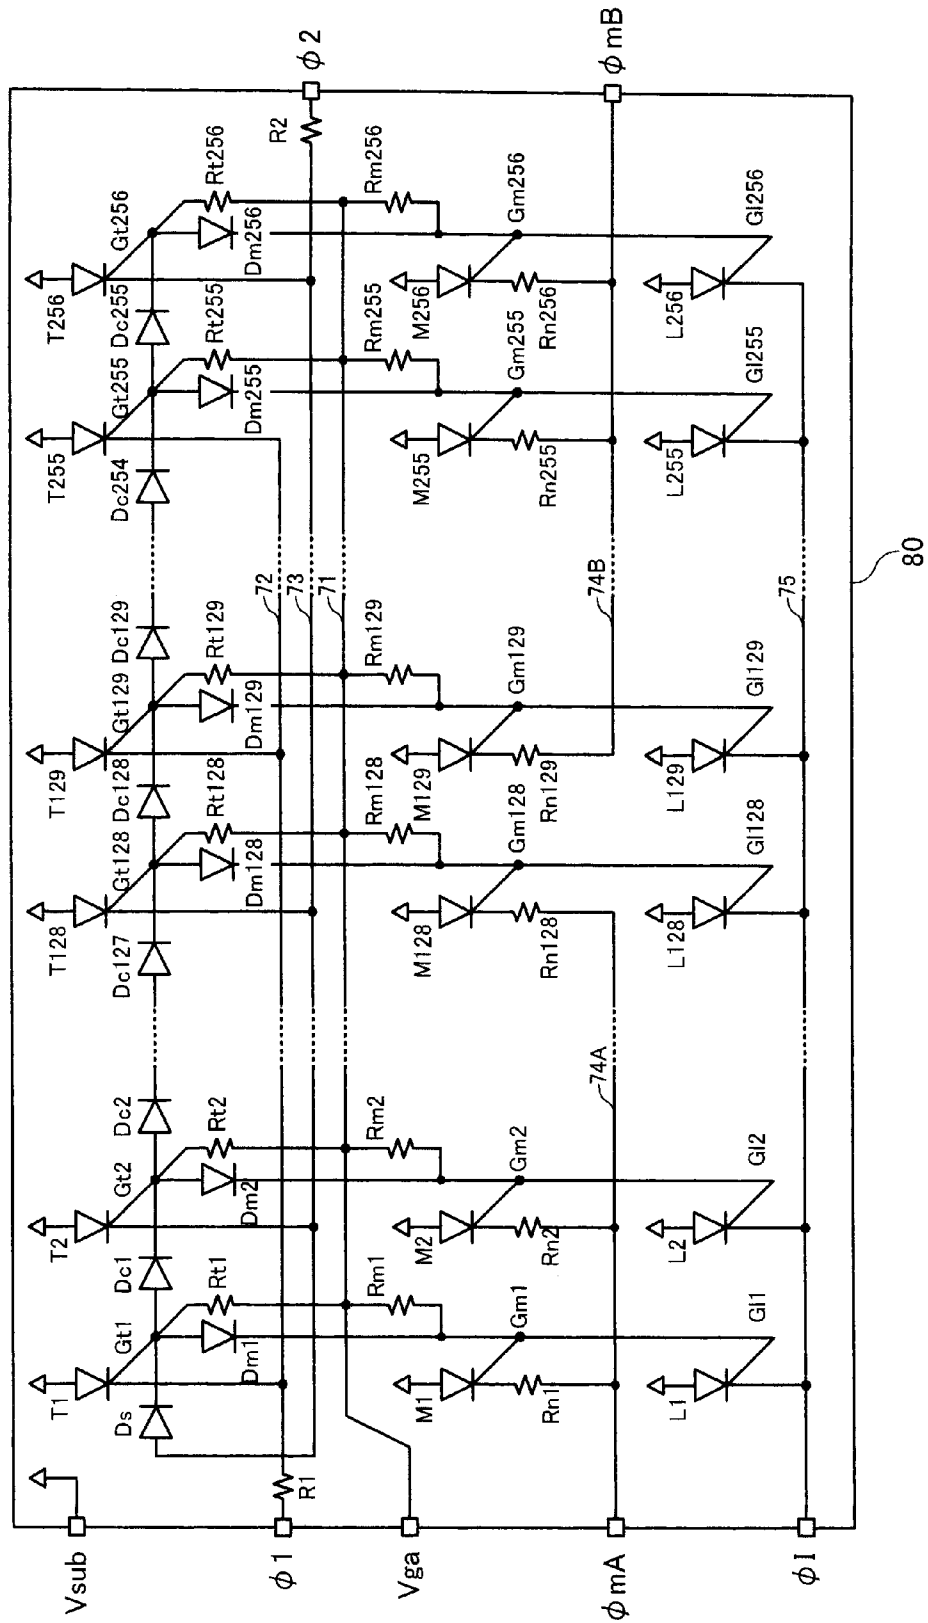 Vsub
φ1
Vga
φmA
φI
φ2
φmB
T1
T2
T128
T129
T255
T256
Gt1
Gt2
Gt128
Gt129
Gt255
Gt256
Ds
Dc1
Dc2
Dc127
Dc128
Dc129
Dc254
Dc255
Rt1
Rt2
Rt128
Rt129
Rt255
Rt256
Dm1
Dm2
Dm128
Dm129
Dm255
Dm256
R1
R2
72
73
71
Rm1
Rm2
Rm128
Rm129
Rm255
Rm256
M1
M2
M128
M129
M255
M256
Gm1
Gm2
Gm128
Gm129
Gm255
Gm256
Rn1
Rn2
Rn128
Rn129
Rn255
Rn256
74A
74B
L1
L2
L128
L129
L255
L256
Gl1
Gl2
Gl128
Gl129
Gl255
Gl256
75
80